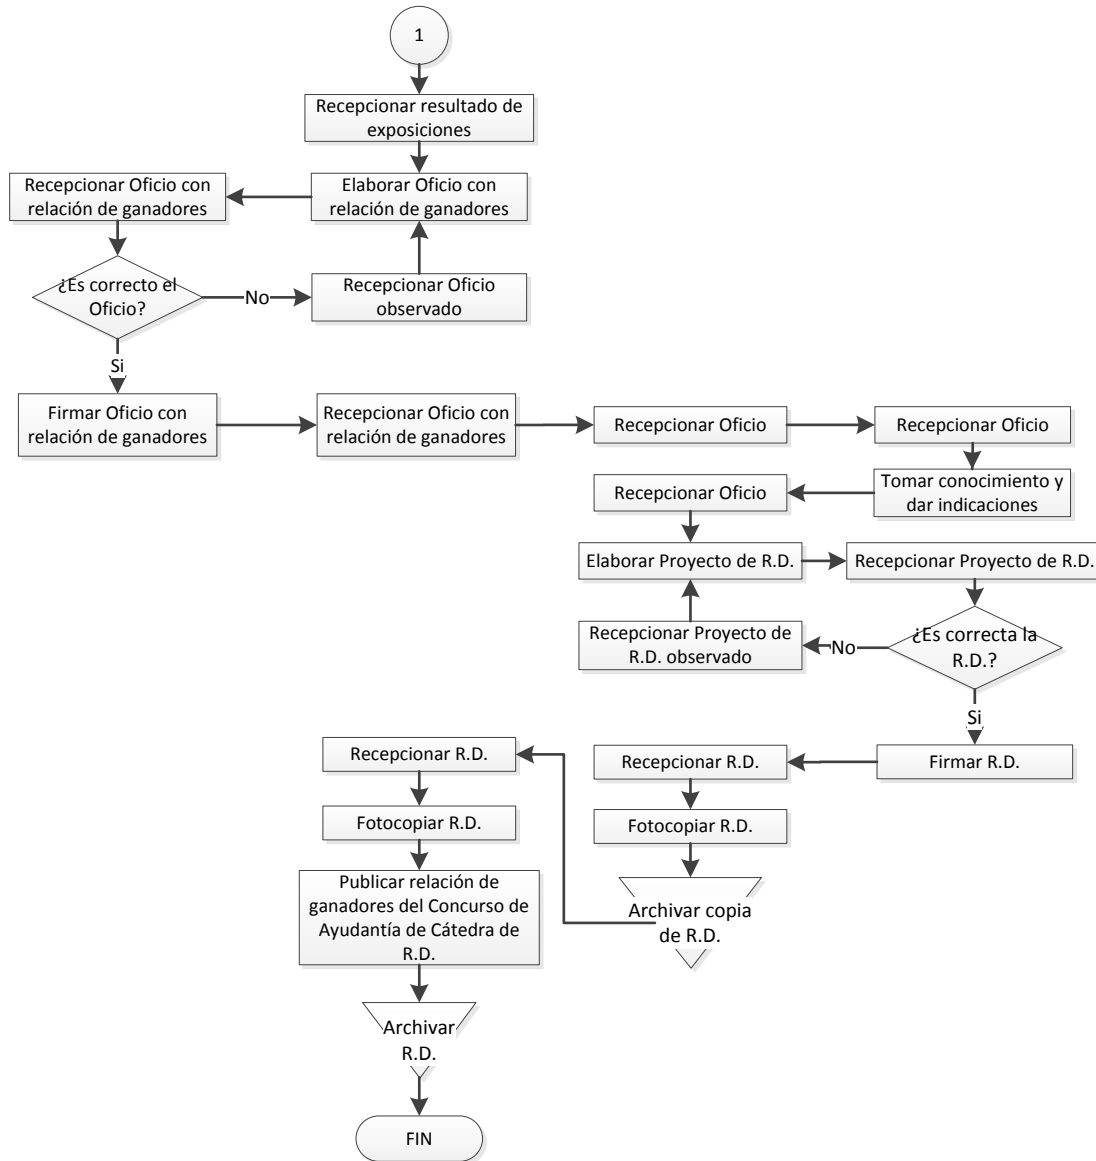 1
Recepcionar resultado de
exposiciones
Recepcionar Oficio con
relación de ganadores
Elaborar Oficio con
relación de ganadores
¿Es correcto el
Oficio?
No
Recepcionar Oficio
observado
Si
Firmar Oficio con
relación de ganadores
Recepcionar Oficio con
relación de ganadores
Recepcionar Oficio
Recepcionar Oficio
Tomar conocimiento y
dar indicaciones
Recepcionar Oficio
Elaborar Proyecto de R.D.
Recepcionar Proyecto de R.D.
¿Es correcta la
R.D.?
No
Recepcionar Proyecto de
R.D. observado
Si
Firmar R.D.
Recepcionar R.D.
Fotocopiar R.D.
Archivar copia
de R.D.
Recepcionar R.D.
Fotocopiar R.D.
Publicar relación de
ganadores del Concurso de
Ayudantía de Cátedra de
R.D.
Archivar
R.D.
FIN